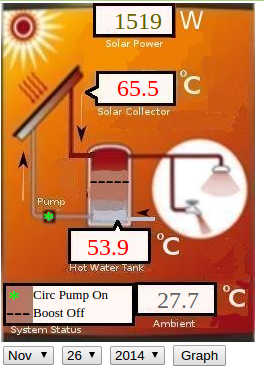 1519 W
Solar Power
65.5 °C
Solar Collector
Pump
53.9 °C
Hot Water Tank
Circ Pump On
Boost Off
System Status
27.7 °C
Ambient
Nov 26 2014 Graph